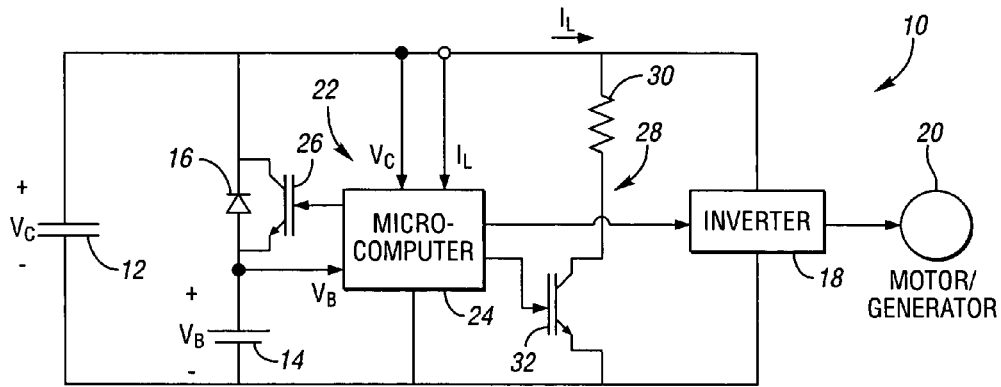 I_L
10
30
22
26
28
20
16
V_C
I_L
+
V_C
-
12
MICRO-
COMPUTER
INVERTER
18
MOTOR/
GENERATOR
+
V_B
-
14
V_B
24
32